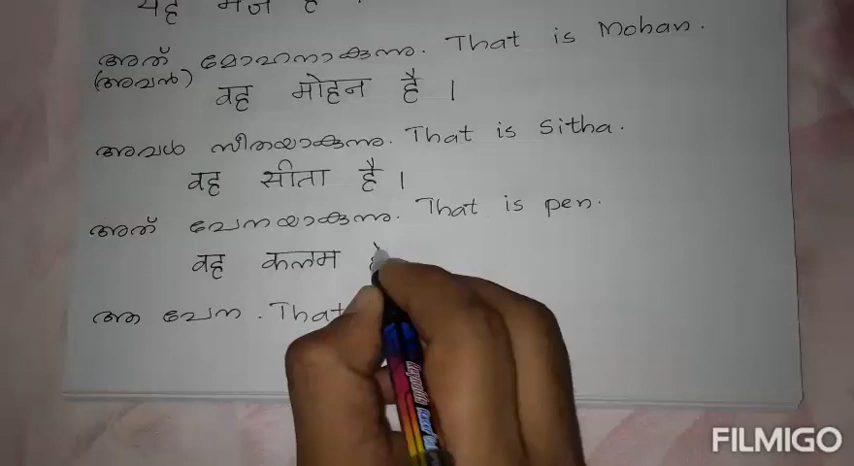 यह मेज है ।
അത് മോഹനാകുന്നു. That is Mohan.
(അവൻ)
वह मोहन है ।
അവൾ സീതയാകുന്നു. That is Sitha.
वह सीता है ।
അത് പേനയാകുന്നു. That is pen.
वह कलम
ആ പേന. That
FILMIGO